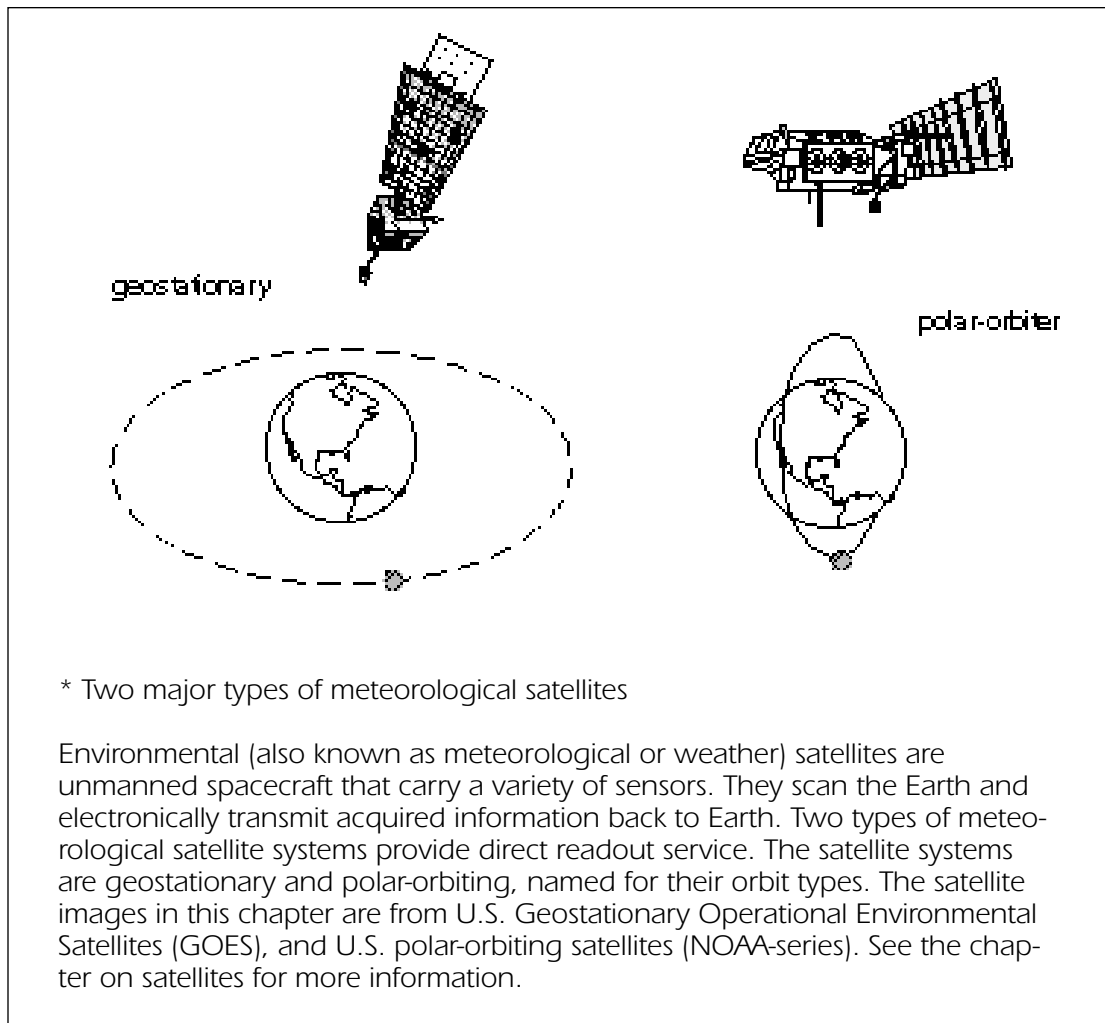 geostationary
polar-orbiter
* Two major types of meteorological satellites
Environmental (also known as meteorological or weather) satellites are
unmanned spacecraft that carry a variety of sensors. They scan the Earth and
electronically transmit acquired information back to Earth. Two types of meteo-
rological satellite systems provide direct readout service. The satellite systems
are geostationary and polar-orbiting, named for their orbit types. The satellite
images in this chapter are from U.S. Geostationary Operational Environmental
Satellites (GOES), and U.S. polar-orbiting satellites (NOAA-series). See the chap-
ter on satellites for more information.